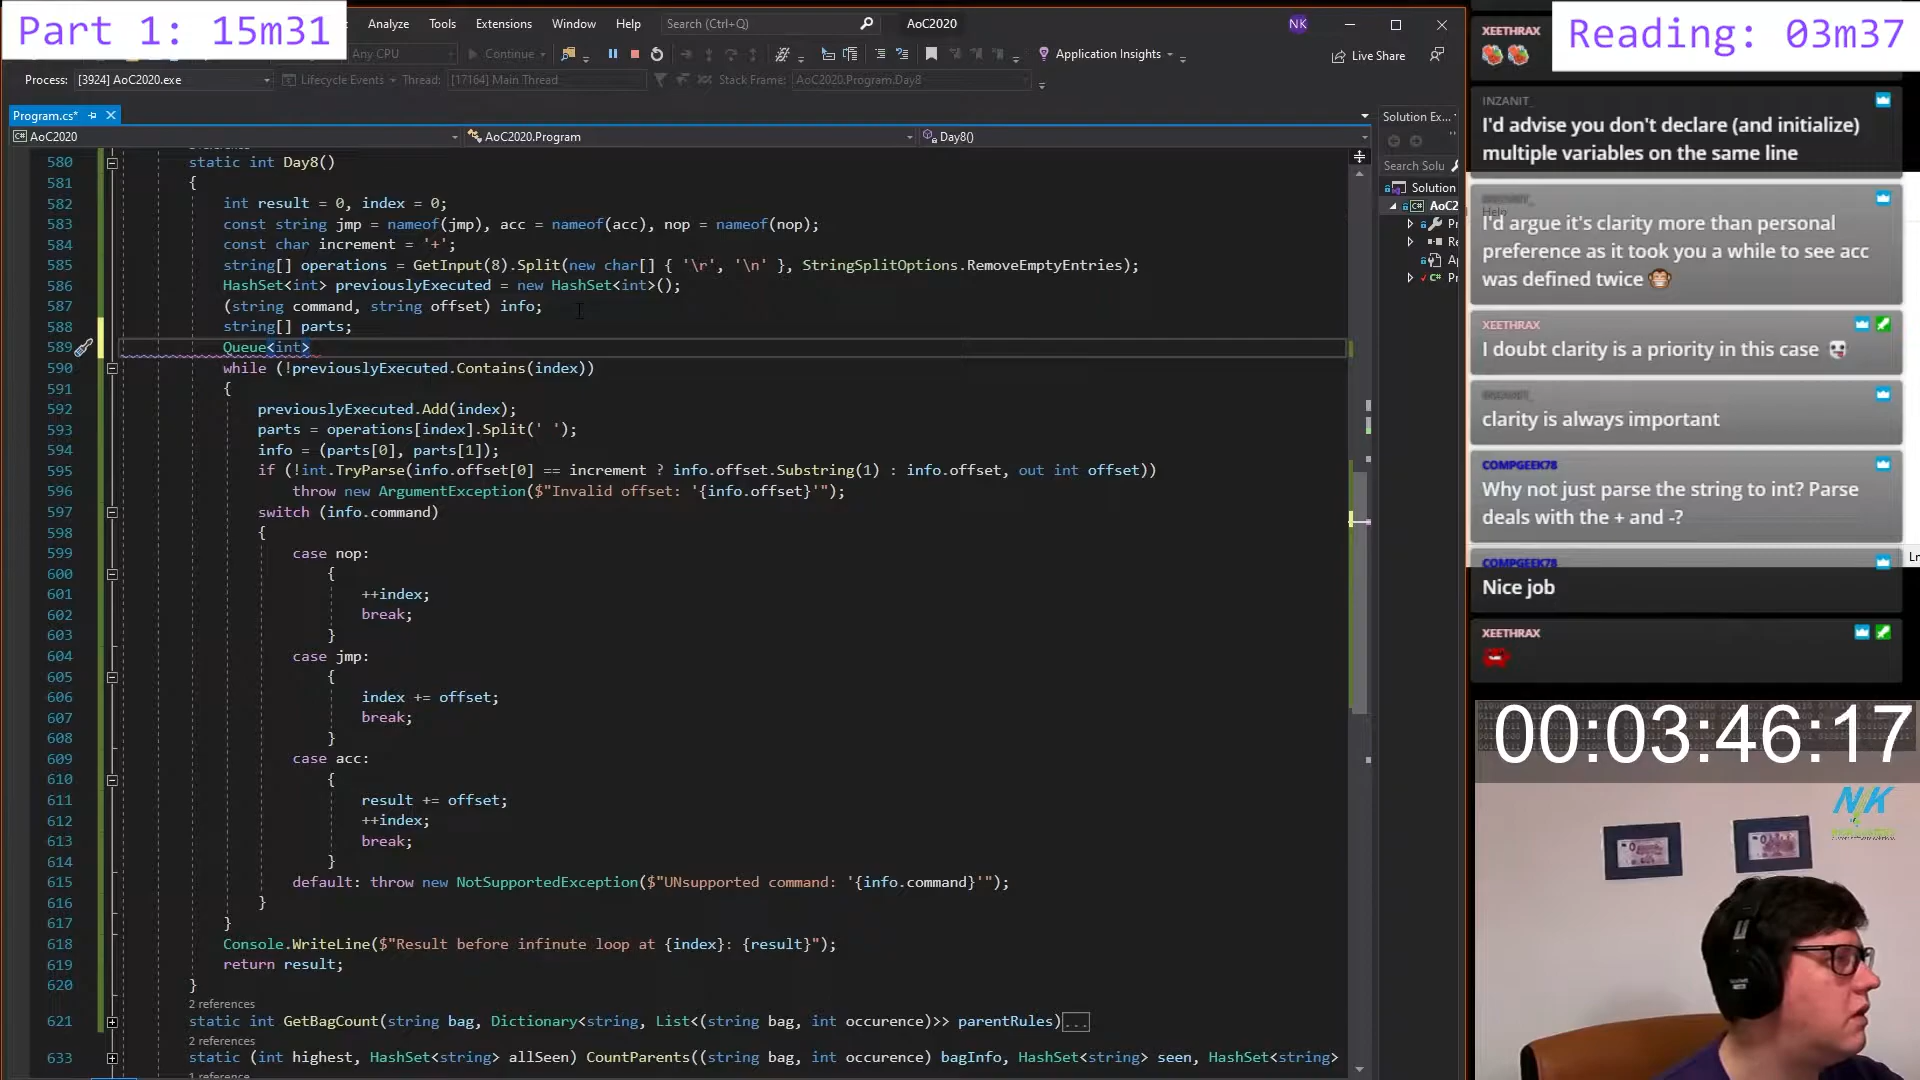 Part 1: 15m31
Analyze Tools Extensions Window Help Search (Ctrl+Q) AoC2020 NK
Any CPU Continue Application Insights Live Share
Process: [3924] AoC2020.exe Lifecycle Events Thread: [17164] Main Thread Stack Frame: AoC2020.Program.Day8
Program.cs*
AoC2020 AoC2020.Program Day8()
580 static int Day8()
581 {
582 int result = 0, index = 0;
583 const string jmp = nameof(jmp), acc = nameof(acc), nop = nameof(nop);
584 const char increment = '+';
585 string[] operations = GetInput(8).Split(new char[] { '\r', '\n' }, StringSplitOptions.RemoveEmptyEntries);
586 HashSet<int> previouslyExecuted = new HashSet<int>();
587 (string command, string offset) info;
588 string[] parts;
589 Queue<int>
590 while (!previouslyExecuted.Contains(index))
591 {
592 previouslyExecuted.Add(index);
593 parts = operations[index].Split(' ');
594 info = (parts[0], parts[1]);
595 if (!int.TryParse(info.offset[0] == increment ? info.offset.Substring(1) : info.offset, out int offset))
596 throw new ArgumentException($"Invalid offset: '{info.offset}'");
597 switch (info.command)
598 {
599 case nop:
600 {
601 ++index;
602 break;
603 }
604 case jmp:
605 {
606 index += offset;
607 break;
608 }
609 case acc:
610 {
611 result += offset;
612 ++index;
613 break;
614 }
615 default: throw new NotSupportedException($"UNsupported command: '{info.command}'");
616 }
617 }
618 Console.WriteLine($"Result before infinute loop at {index}: {result}");
619 return result;
620 }
2 references
621 static int GetBagCount(string bag, Dictionary<string, List<(string bag, int occurence)>> parentRules)...
2 references
633 static (int highest, HashSet<string> allSeen) CountParents((string bag, int occurence) bagInfo, HashSet<string> seen, HashSet<string>
1 reference
Solution Ex...
Search Solu
Solution
AoC2
Pr
Re
Ap
Pr
Reading: 03m37
XEETHRAX
INZANIT_
I'd advise you don't declare (and initialize)
multiple variables on the same line
Help
I'd argue it's clarity more than personal
preference as it took you a while to see acc
was defined twice
XEETHRAX
I doubt clarity is a priority in this case
clarity is always important
COMPGEEK78
Why not just parse the string to int? Parse
deals with the + and -?
Ln
COMPGEEK78
Nice job
XEETHRAX
00:03:46:17
NK